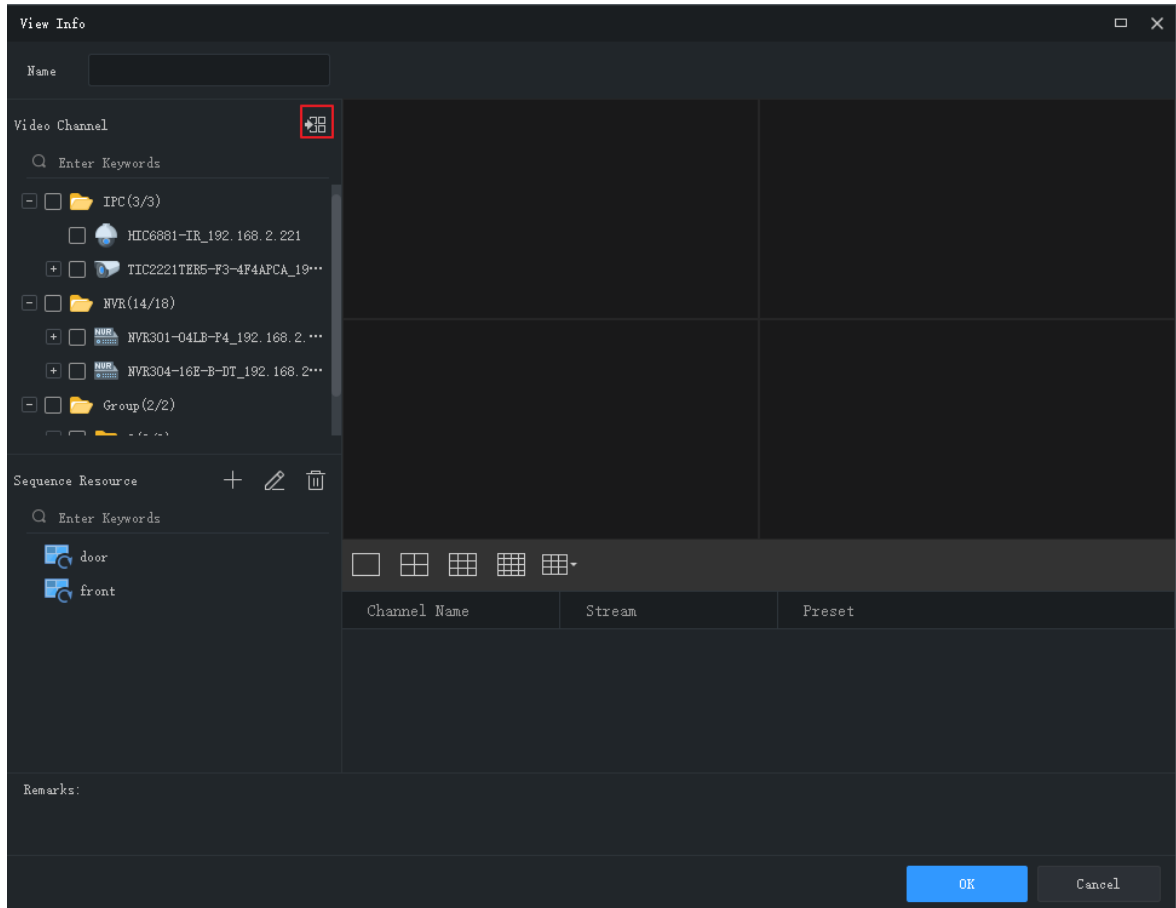 View Info
Name
Video Channel
Enter Keywords
IPC(3/3)
HIC6881-IR_192.168.2.221
TIC2221TER5-F3-4F4APCA_19···
NVR(14/18)
NVR
NVR301-04LB-P4_192.168.2.···
NVR
NVR304-16E-B-DT_192.168.2···
Group(2/2)
Sequence Resource
Enter Keywords
door
front
Channel Name Stream Preset
Remarks:
OK Cancel